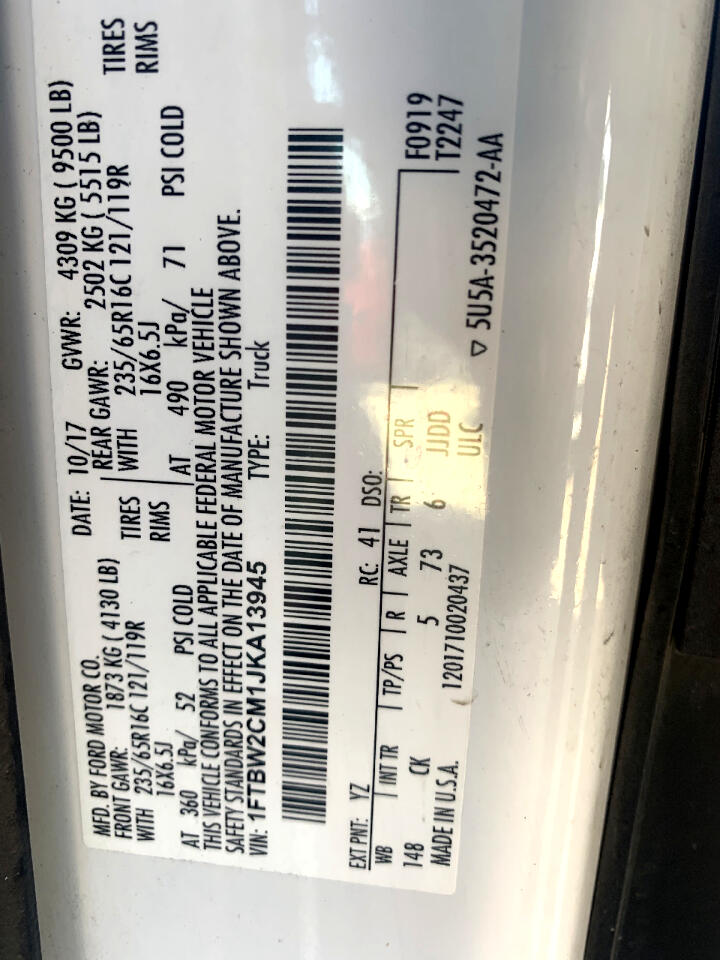 MFD. BY FORD MOTOR CO. DATE: 10/17 GVWR: 4309 KG ( 9500 LB)
FRONT GAWR: 1873 KG ( 4130 LB) REAR GAWR: 2502 KG ( 5515 LB)
WITH 235/65R16C 121/119R TIRES WITH 235/65R16C 121/119R TIRES
16X6.5J RIMS 16X6.5J RIMS
AT 360 kPa/ 52 PSI COLD AT 490 kPa/ 71 PSI COLD
THIS VEHICLE CONFORMS TO ALL APPLICABLE FEDERAL MOTOR VEHICLE
SAFETY STANDARDS IN EFFECT ON THE DATE OF MANUFACTURE SHOWN ABOVE.
VIN: 1FTBW2CM1JKA13945 TYPE: Truck
EXT PNT: YZ RC: 41 DSO:
WB INT TR TP/PS R AXLE TR SPR F0919
148 CK 5 73 6 JJDD T2247
MADE IN U.S.A. 1201710020437 ULC
▽ 5U5A-3520472-AA